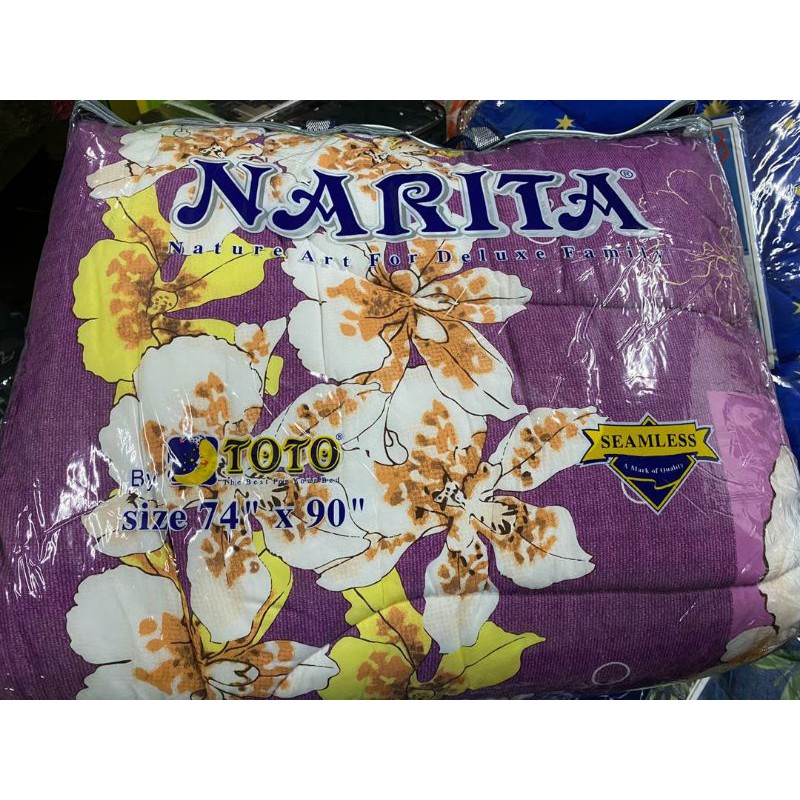 NARITA®
Nature Art For Deluxe Family
By TOTO®
The Best For Your Bed
size 74" x 90"
SEAMLESS
A Mark of Quality